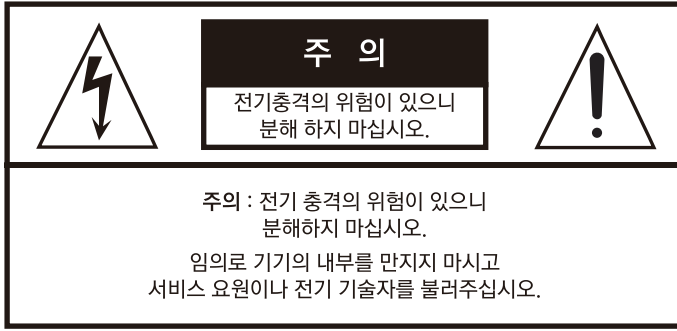 주 의
전기충격의 위험이 있으니
분해 하지 마십시오.
주의 : 전기 충격의 위험이 있으니
분해하지 마십시오.
임의로 기기의 내부를 만지지 마시고
서비스 요원이나 전기 기술자를 불러주십시오.